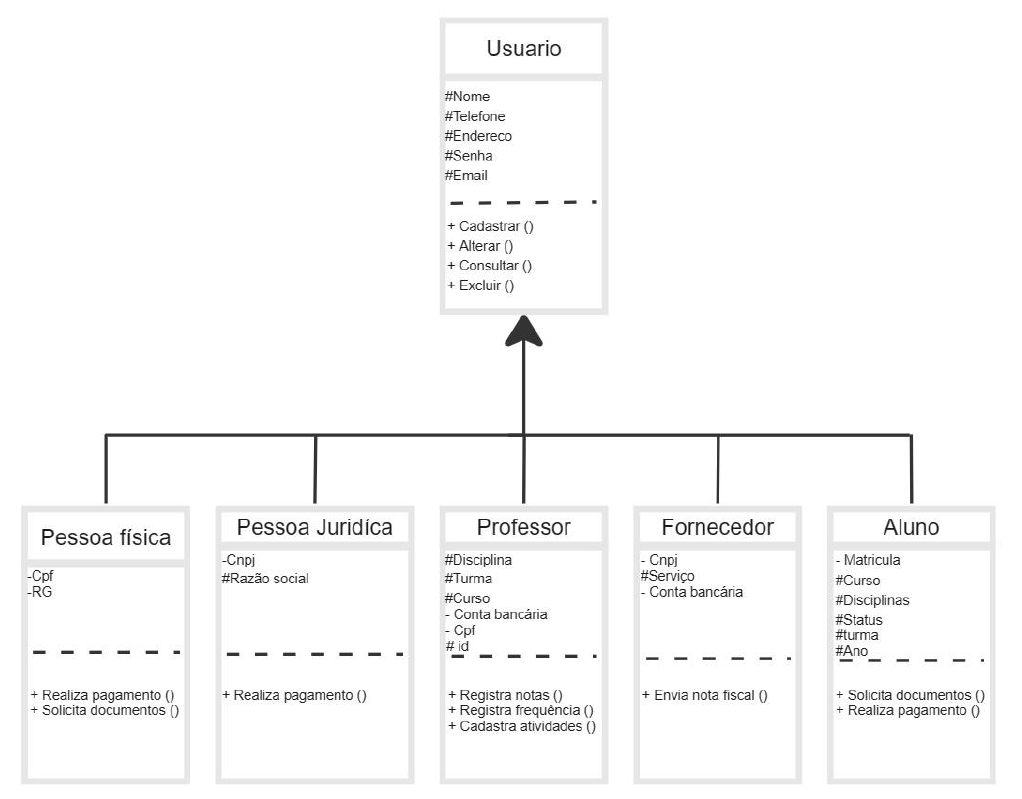 Usuario
#Nome
#Telefone
#Endereco
#Senha
#Email
+ Cadastrar ()
+ Alterar ()
+ Consultar ()
+ Excluir ()
Pessoa física
-Cpf
-RG
+ Realiza pagamento ()
+ Solicita documentos ()
Pessoa Juridíca
-Cnpj
#Razão social
+ Realiza pagamento ()
Professor
#Disciplina
#Turma
#Curso
- Conta bancária
- Cpf
# id
+ Registra notas ()
+ Registra frequência ()
+ Cadastra atividades ()
Fornecedor
- Cnpj
#Serviço
- Conta bancária
+ Envia nota fiscal ()
Aluno
- Matricula
#Curso
#Disciplinas
#Status
#turma
#Ano
+ Solicita documentos ()
+ Realiza pagamento ()